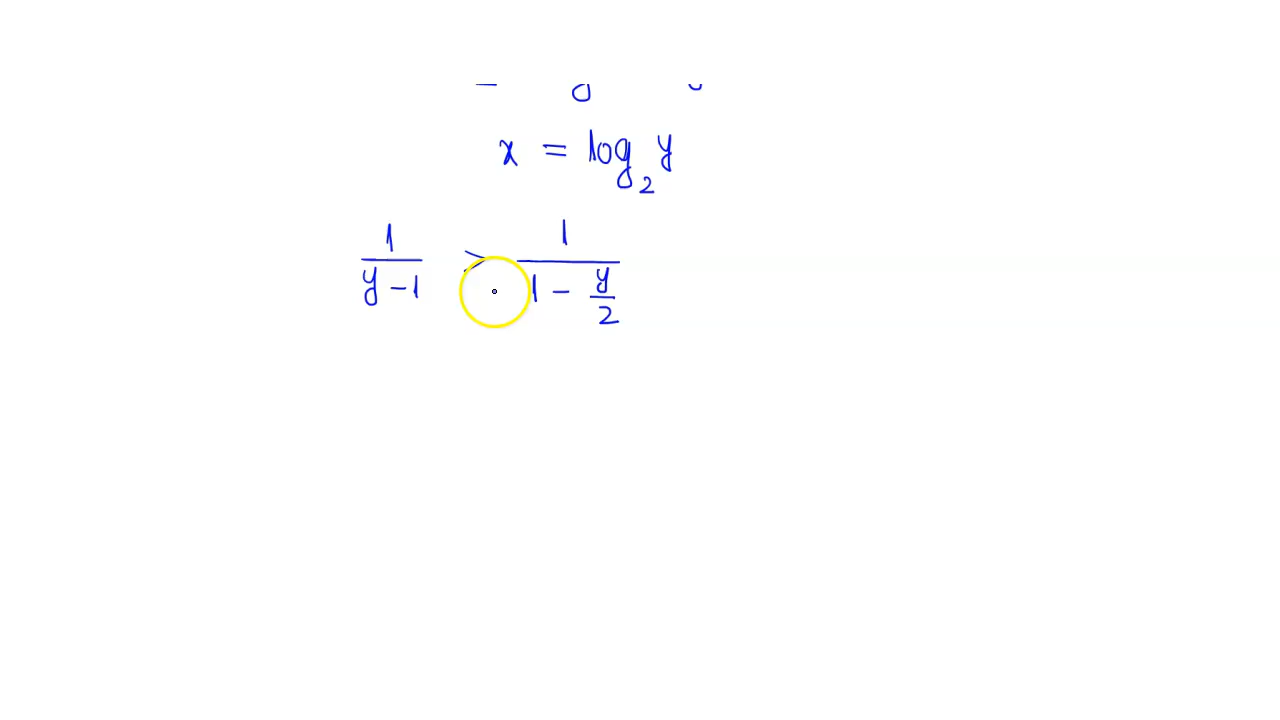 x = log₂ y
1/(y-1) > 1/(1 - y/2)